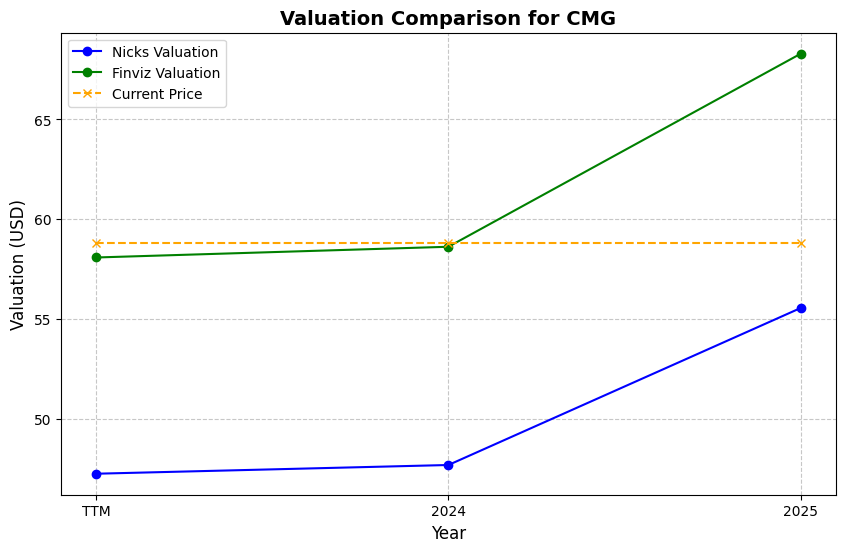 Valuation Comparison for CMG
Nicks Valuation
Finviz Valuation
Current Price
Valuation (USD)
65
60
55
50
TTM
2024
2025
Year